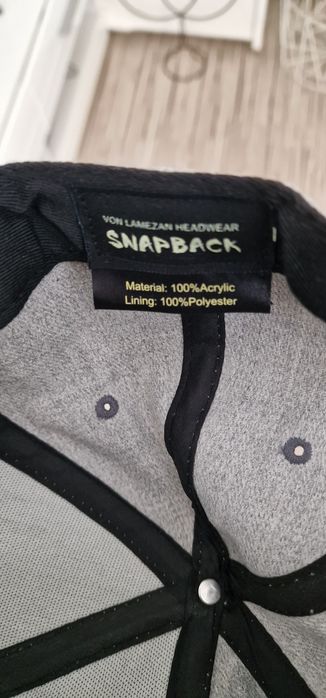 VON LAMEZAN HEADWEAR
SNAPBACK
Material: 100%Acrylic
Lining: 100%Polyester